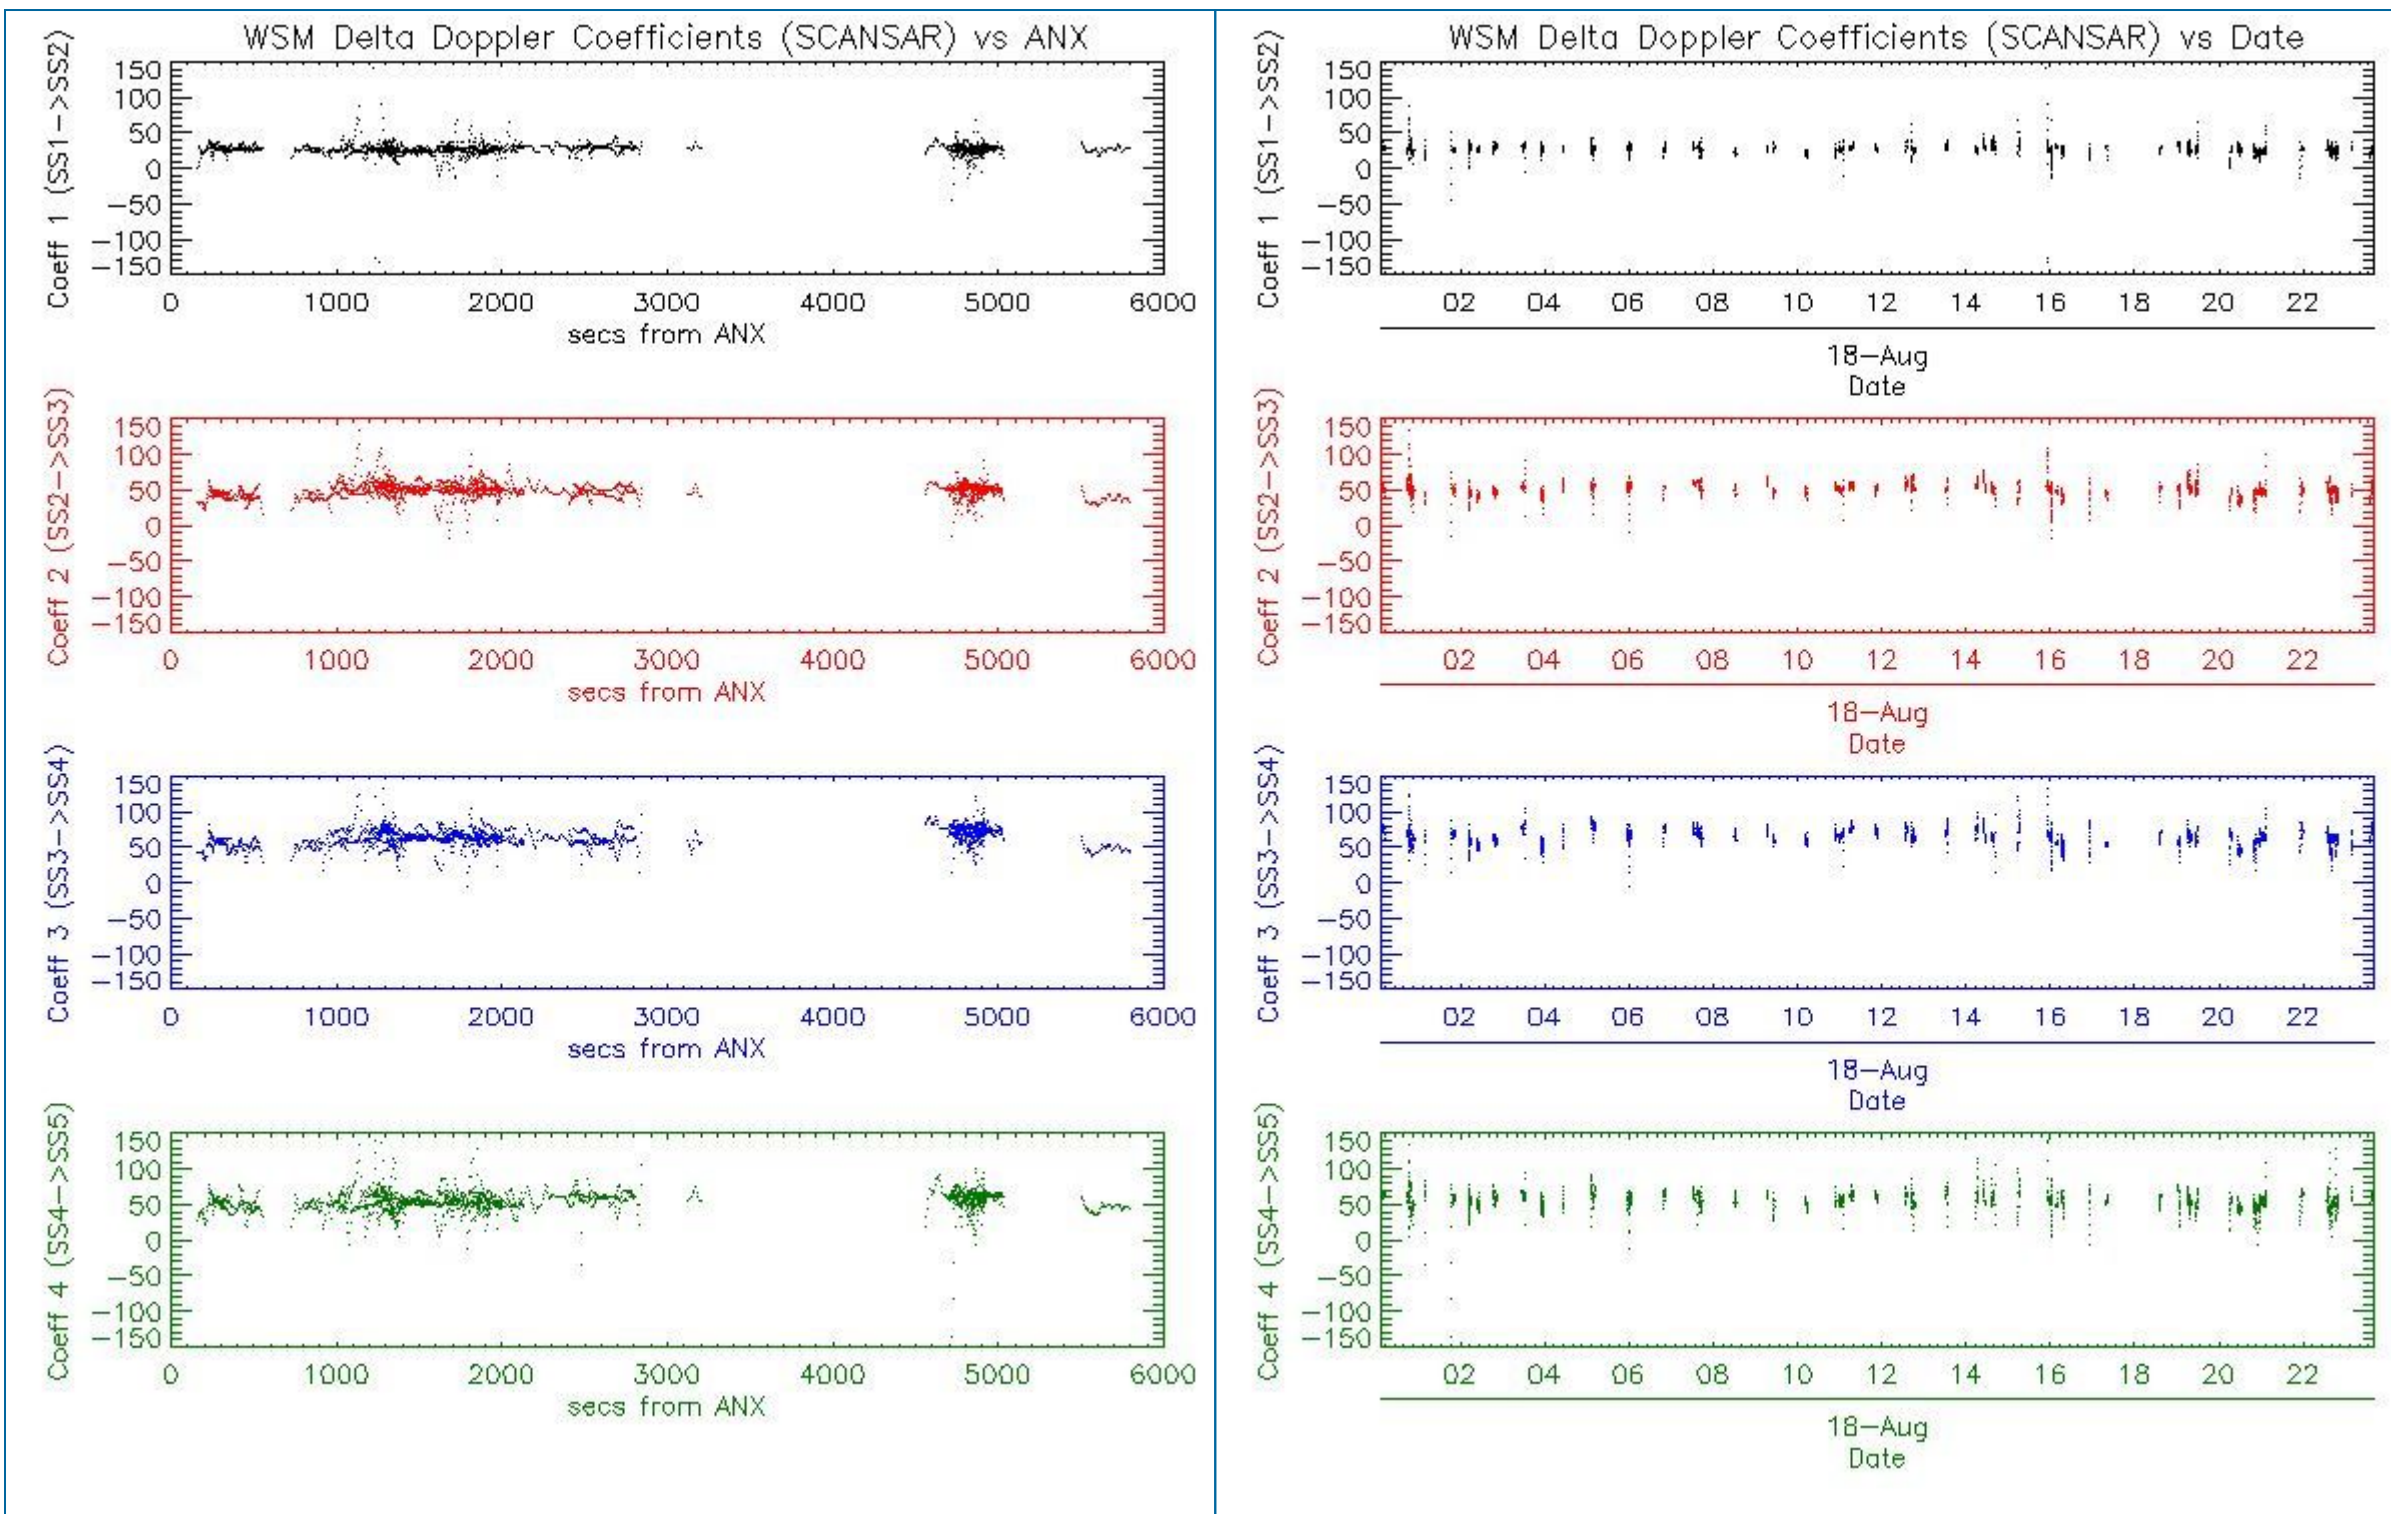 WSM Delta Doppler Coefficients (SCANSAR) vs ANX
Coeff 1 (SS1->SS2)
150
100
50
0
-50
-100
-150
0 1000 2000 3000 4000 5000 6000
secs from ANX
Coeff 2 (SS2->SS3)
150
100
50
0
-50
-100
-150
0 1000 2000 3000 4000 5000 6000
secs from ANX
Coeff 3 (SS3->SS4)
150
100
50
0
-50
-100
-150
0 1000 2000 3000 4000 5000 6000
secs from ANX
Coeff 4 (SS4->SS5)
150
100
50
0
-50
-100
-150
0 1000 2000 3000 4000 5000 6000
secs from ANX
WSM Delta Doppler Coefficients (SCANSAR) vs Date
Coeff 1 (SS1->SS2)
150
100
50
0
-50
-100
-150
02 04 06 08 10 12 14 16 18 20 22
18-Aug
Date
Coeff 2 (SS2->SS3)
150
100
50
0
-50
-100
-150
02 04 06 08 10 12 14 16 18 20 22
18-Aug
Date
Coeff 3 (SS3->SS4)
150
100
50
0
-50
-100
-150
02 04 06 08 10 12 14 16 18 20 22
18-Aug
Date
Coeff 4 (SS4->SS5)
150
100
50
0
-50
-100
-150
02 04 06 08 10 12 14 16 18 20 22
18-Aug
Date